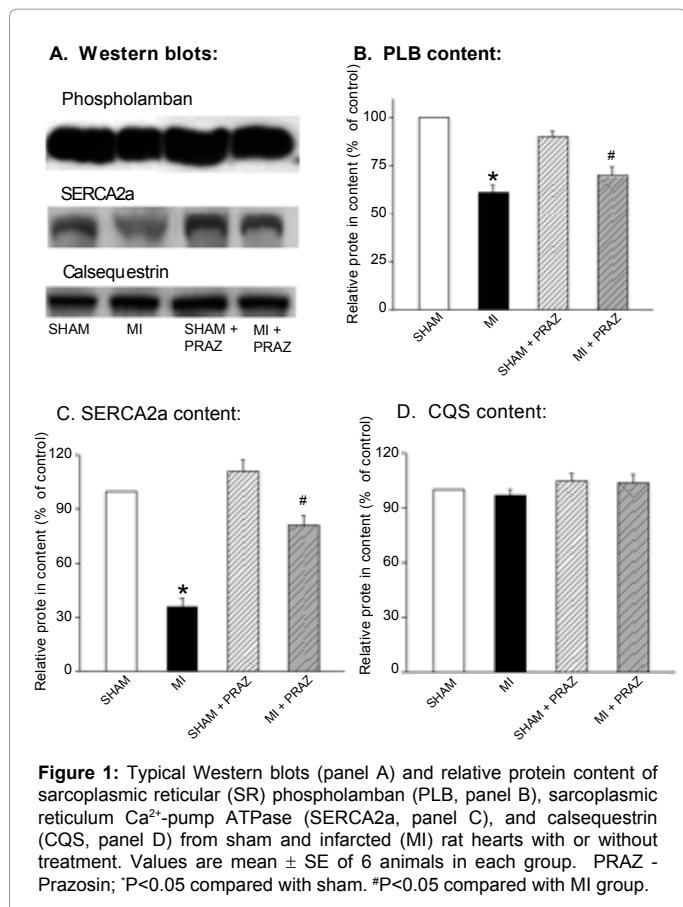 A. Western blots:
Phospholamban
SERCA2a
Calsequestrin
SHAM MI SHAM + PRAZ MI + PRAZ
B. PLB content:
Relative prote in content (% of control)
100
75
50
25
0
*
#
SHAM
MI
SHAM + PRAZ
MI + PRAZ
C. SERCA2a content:
Relative prote in content (% of control)
120
90
60
30
0
*
#
SHAM
MI
SHAM + PRAZ
MI + PRAZ
D. CQS content:
Relative prote in content (% of control)
120
90
60
30
0
SHAM
MI
SHAM + PRAZ
MI + PRAZ
Figure 1: Typical Western blots (panel A) and relative protein content of
sarcoplasmic reticular (SR) phospholamban (PLB, panel B), sarcoplasmic
reticulum Ca²⁺-pump ATPase (SERCA2a, panel C), and calsequestrin
(CQS, panel D) from sham and infarcted (MI) rat hearts with or without
treatment. Values are mean ± SE of 6 animals in each group. PRAZ -
Prazosin; *P<0.05 compared with sham. #P<0.05 compared with MI group.